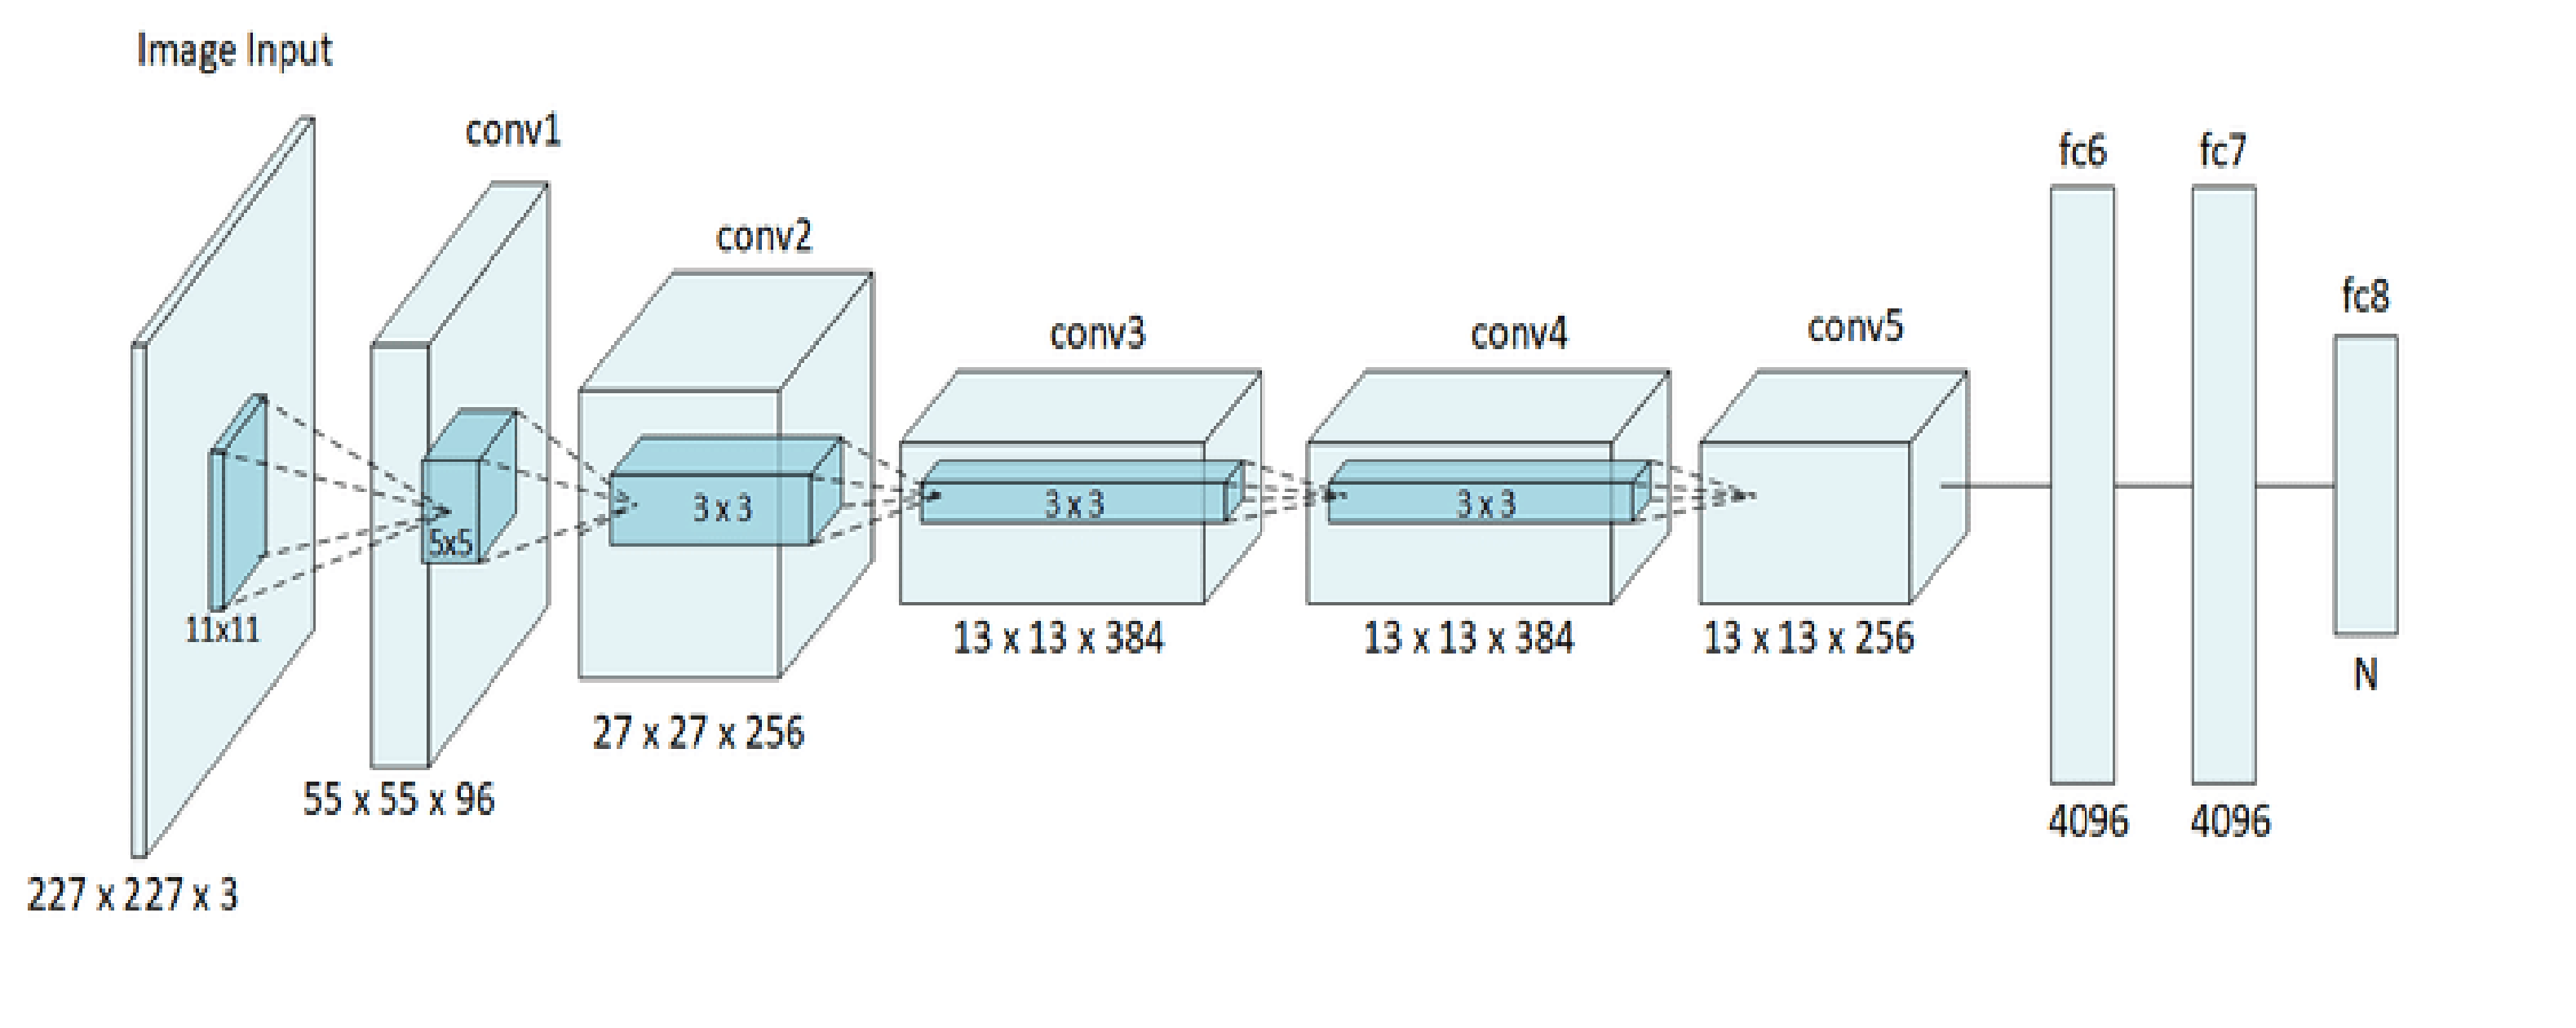 Image Input
conv1
conv2
conv3
conv4
conv5
fc6
fc7
fc8
11x11
5x5
3 x 3
3 x 3
3 x 3
227 x 227 x 3
55 x 55 x 96
27 x 27 x 256
13 x 13 x 384
13 x 13 x 384
13 x 13 x 256
4096
4096
N